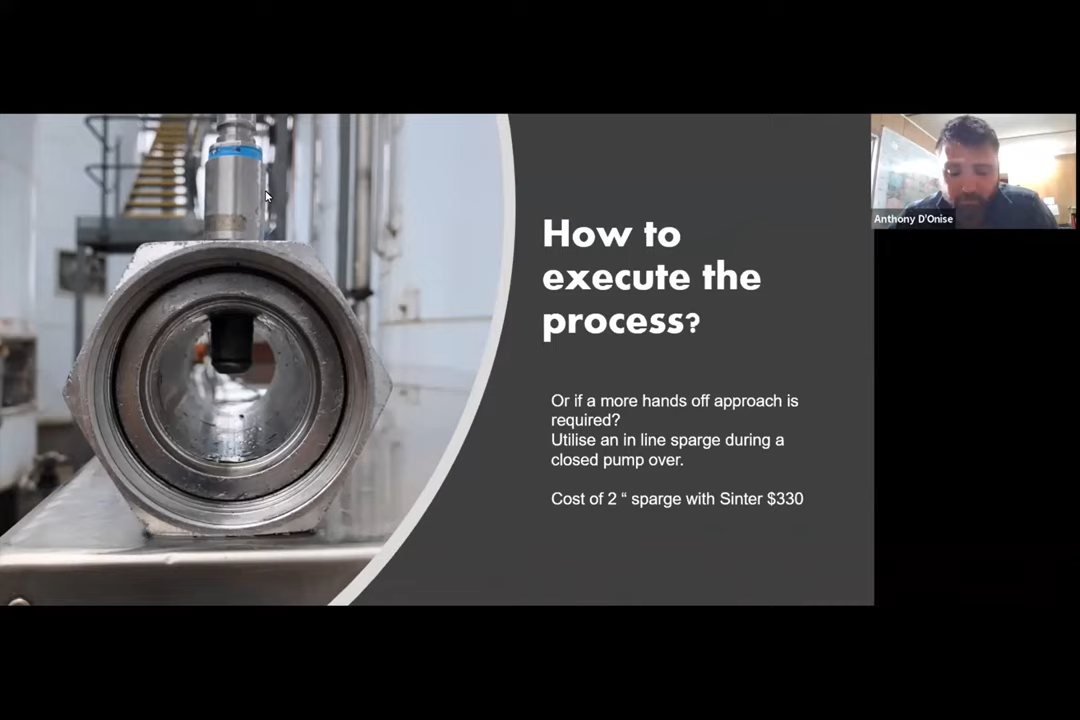 How to
execute the
process?
Or if a more hands off approach is
required?
Utilise an in line sparge during a
closed pump over.
Cost of 2 “ sparge with Sinter $330
Anthony D'Onise